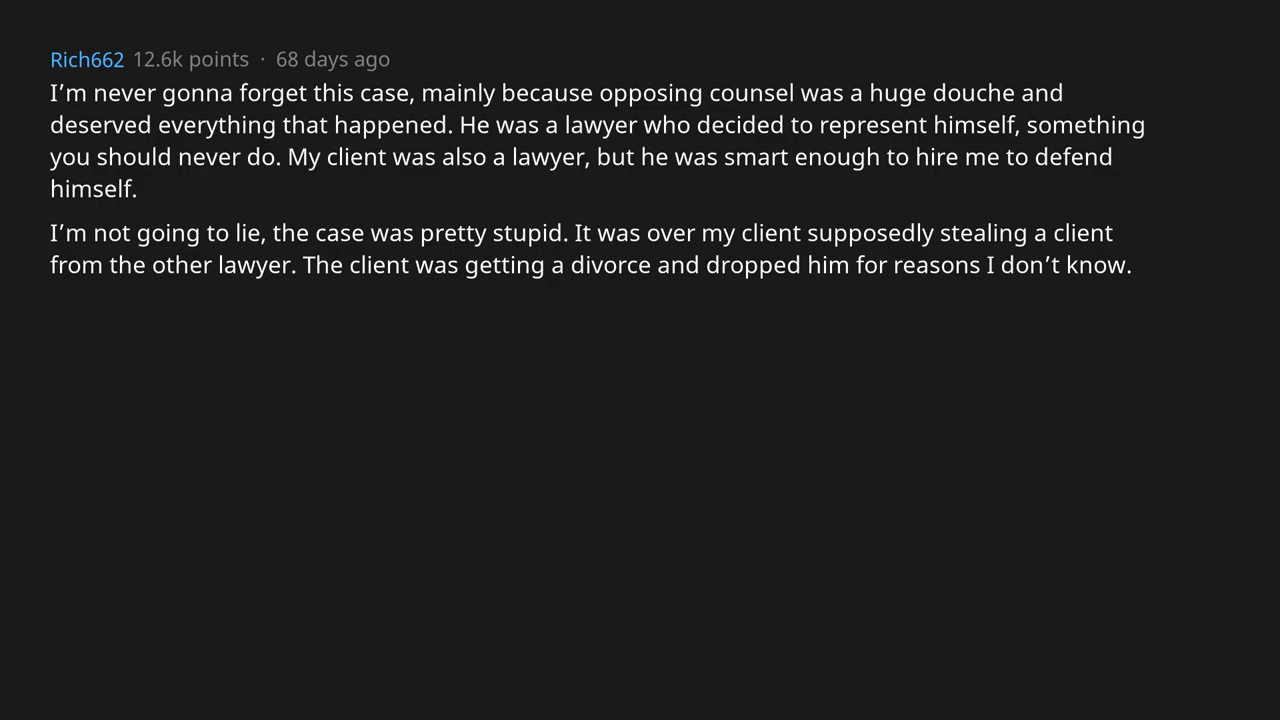 Rich662 12.6k points · 68 days ago
I’m never gonna forget this case, mainly because opposing counsel was a huge douche and
deserved everything that happened. He was a lawyer who decided to represent himself, something
you should never do. My client was also a lawyer, but he was smart enough to hire me to defend
himself.
I’m not going to lie, the case was pretty stupid. It was over my client supposedly stealing a client
from the other lawyer. The client was getting a divorce and dropped him for reasons I don’t know.